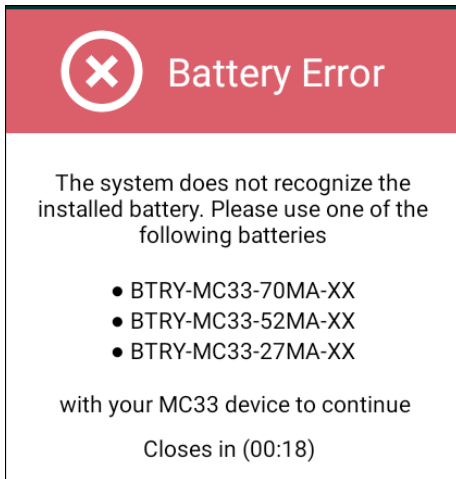 Battery Error
The system does not recognize the
installed battery. Please use one of the
following batteries
● BTRY-MC33-70MA-XX
● BTRY-MC33-52MA-XX
● BTRY-MC33-27MA-XX
with your MC33 device to continue
Closes in (00:18)